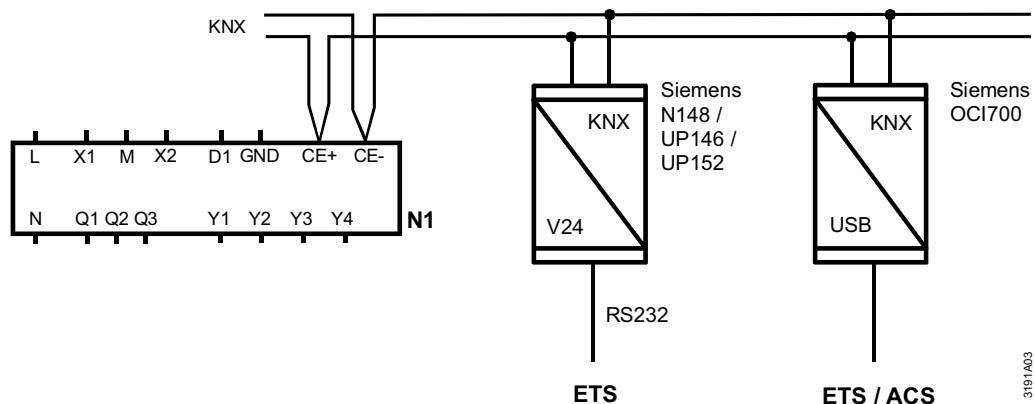 KNX
L X1 M X2 D1 GND CE+ CE-
N Q1 Q2 Q3 Y1 Y2 Y3 Y4
N1
KNX
V24
Siemens
N148 /
UP146 /
UP152
RS232
ETS
KNX
USB
Siemens
OCI700
ETS / ACS
3191A03